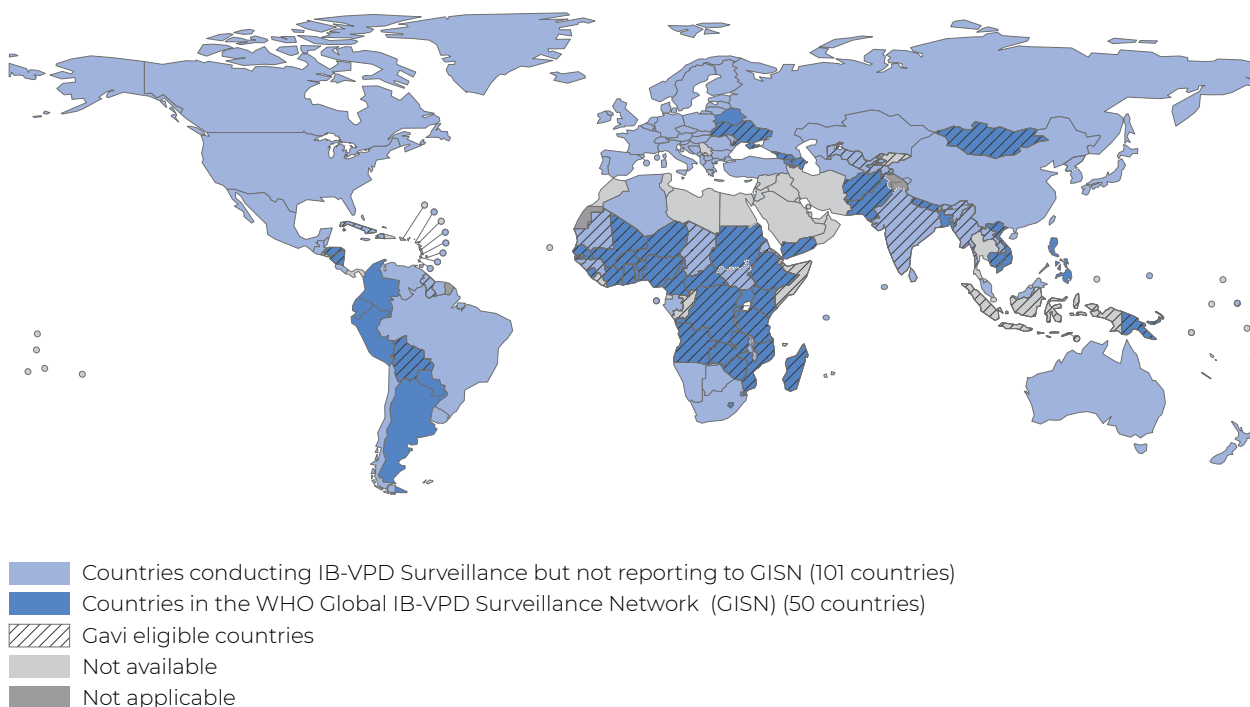 Countries conducting IB-VPD Surveillance but not reporting to GISN (101 countries)
Countries in the WHO Global IB-VPD Surveillance Network (GISN) (50 countries)
Gavi eligible countries
Not available
Not applicable